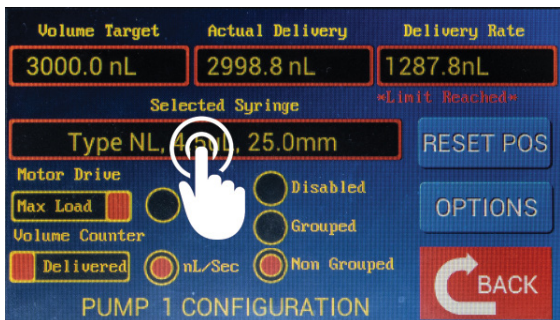 Volume Target Actual Delivery Delivery Rate
3000.0 nL 2998.8 nL 1287.8nL
*Limit Reached*
Selected Syringe
Type NL, 25.0mm
RESET POS
Motor Drive
Max Load
Disabled
OPTIONS
Grouped
Volume Counter
Delivered nL/Sec Non Grouped
BACK
PUMP 1 CONFIGURATION